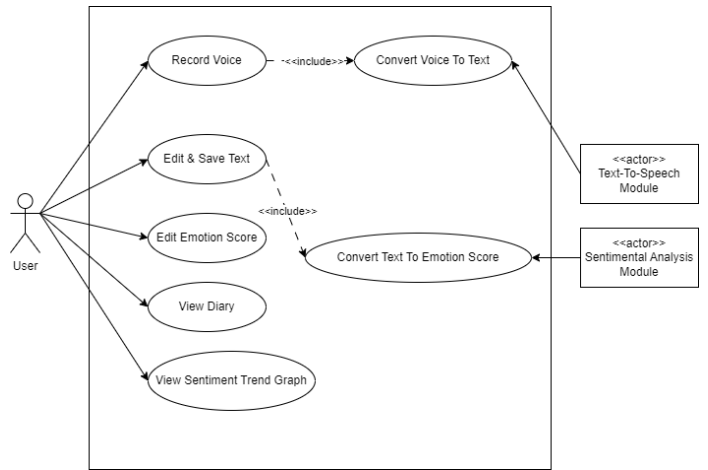 Record Voice
<<include>>
Convert Voice To Text
Edit & Save Text
<<actor>>
Text-To-Speech
Module
<<include>>
User
Edit Emotion Score
Convert Text To Emotion Score
<<actor>>
Sentimental Analysis
Module
View Diary
View Sentiment Trend Graph